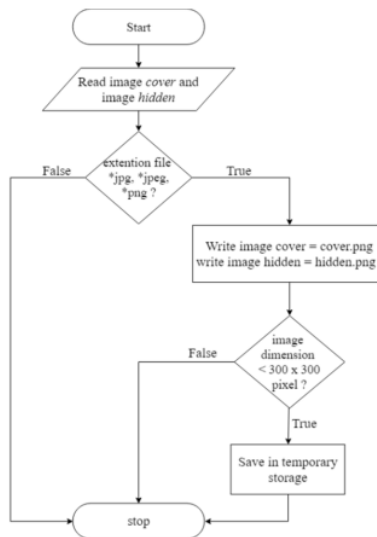 Start
Read image cover and
image hidden
extention file
*jpg, *jpeg,
*png ?
False
True
Write image cover = cover.png
write image hidden = hidden.png
image
dimension
< 300 x 300
pixel ?
False
True
Save in temporary
storage
stop